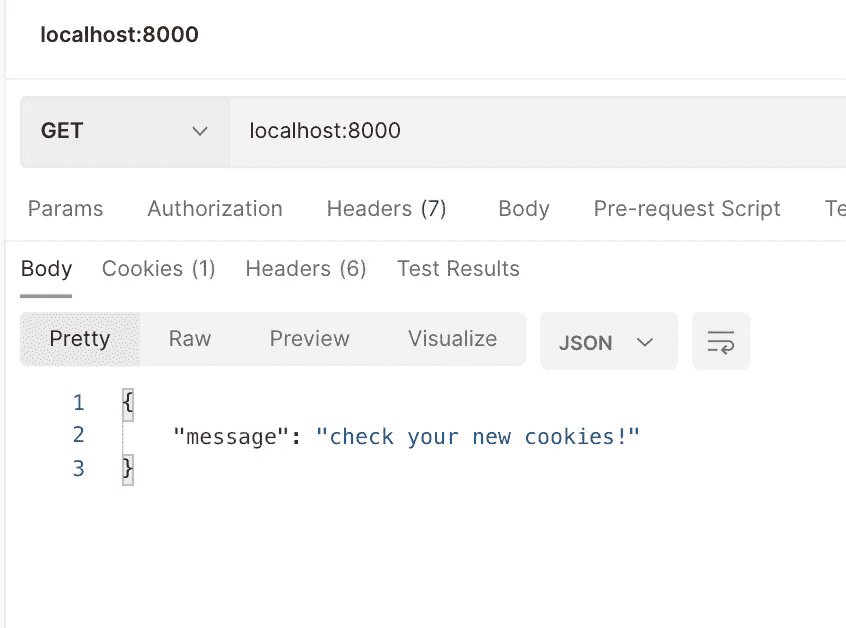 localhost:8000
GET localhost:8000
Params Authorization Headers (7) Body Pre-request Script Te
Body Cookies (1) Headers (6) Test Results
Pretty Raw Preview Visualize JSON
1 {
2 "message": "check your new cookies!"
3 }